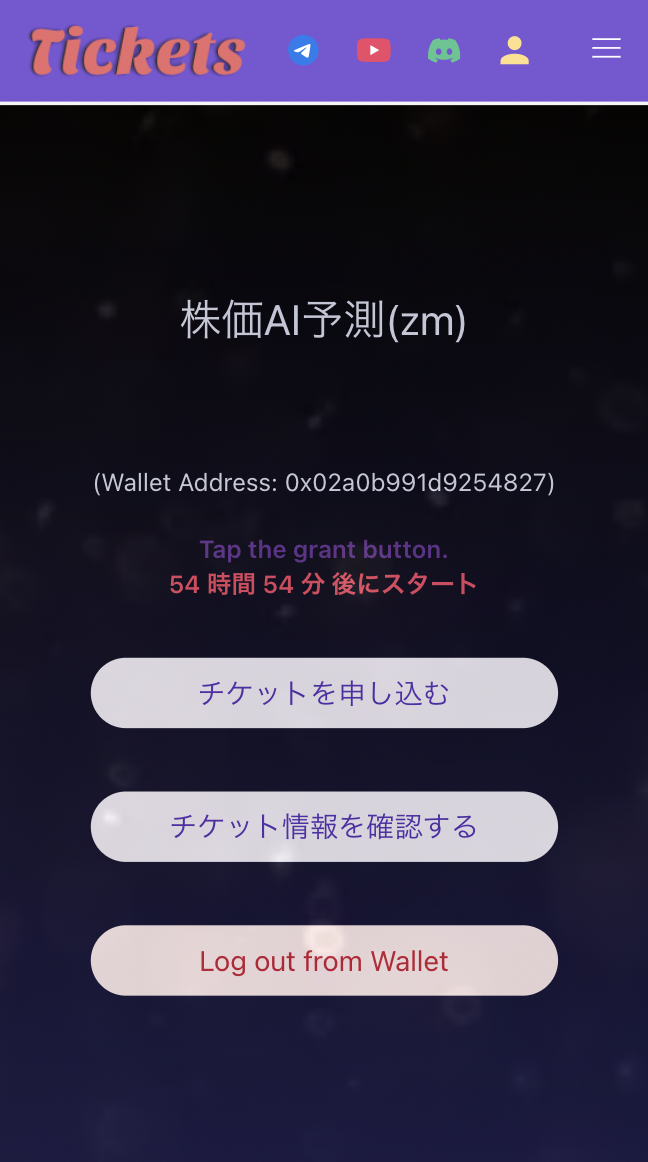 Tickets
株価AI予測(zm)
(Wallet Address: 0x02a0b991d9254827)
Tap the grant button.
54 時間 54 分 後にスタート
チケットを申し込む
チケット情報を確認する
Log out from Wallet